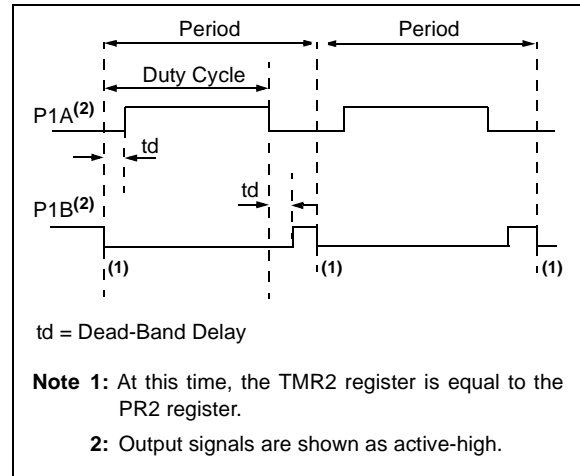 Period Period
Duty Cycle
P1A(2)
td
td
P1B(2)
(1) (1) (1)
td = Dead-Band Delay
Note 1: At this time, the TMR2 register is equal to the
PR2 register.
2: Output signals are shown as active-high.